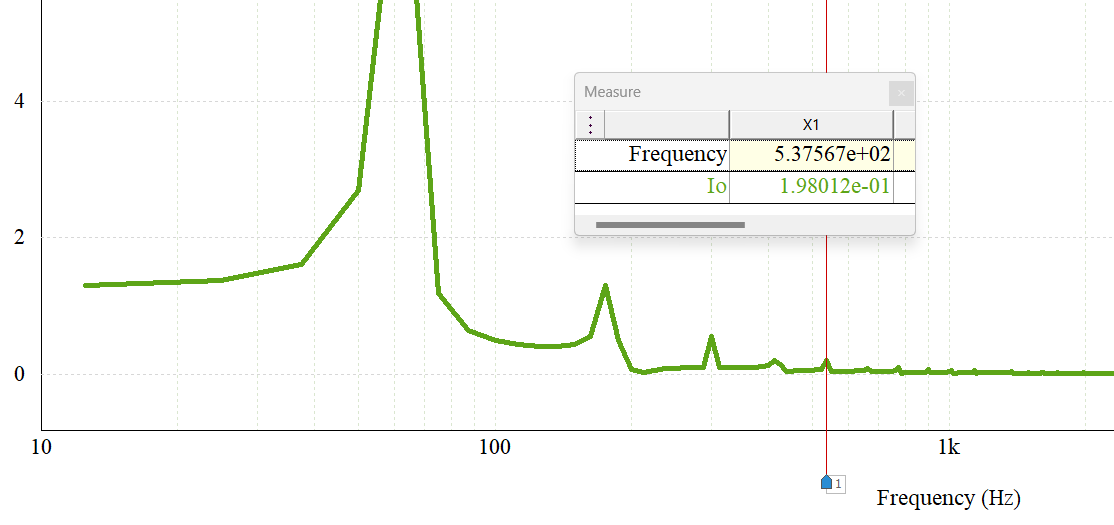 4
2
0
10 100 1k
Frequency (Hz)
Measure ×
X1
Frequency 5.37567e+02
Io 1.98012e-01
1